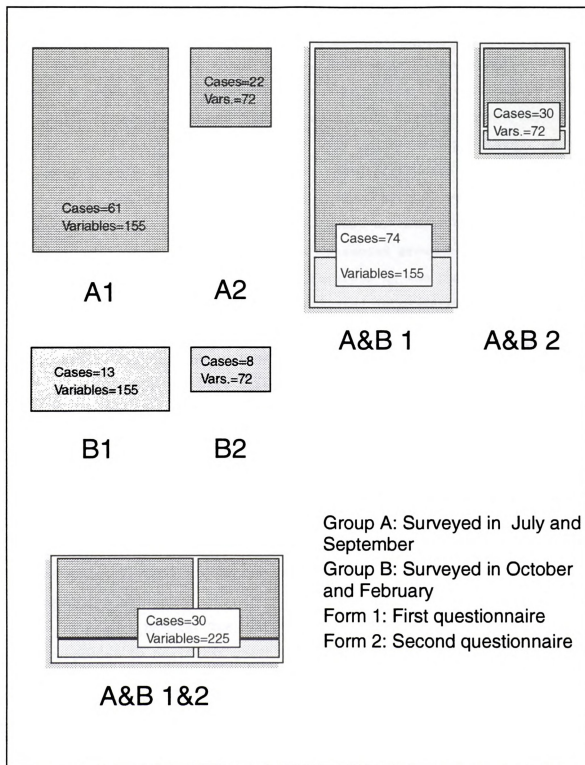 Cases=22
Vars.=72
Cases=61
Variables=155
A1
A2
Cases=74
Variables=155
Cases=30
Vars.=72
A&B 1
A&B 2
Cases=13
Variables=155
Cases=8
Vars.=72
B1
B2
Cases=30
Variables=225
A&B 1&2
Group A: Surveyed in July and
September
Group B: Surveyed in October
and February
Form 1: First questionnaire
Form 2: Second questionnaire